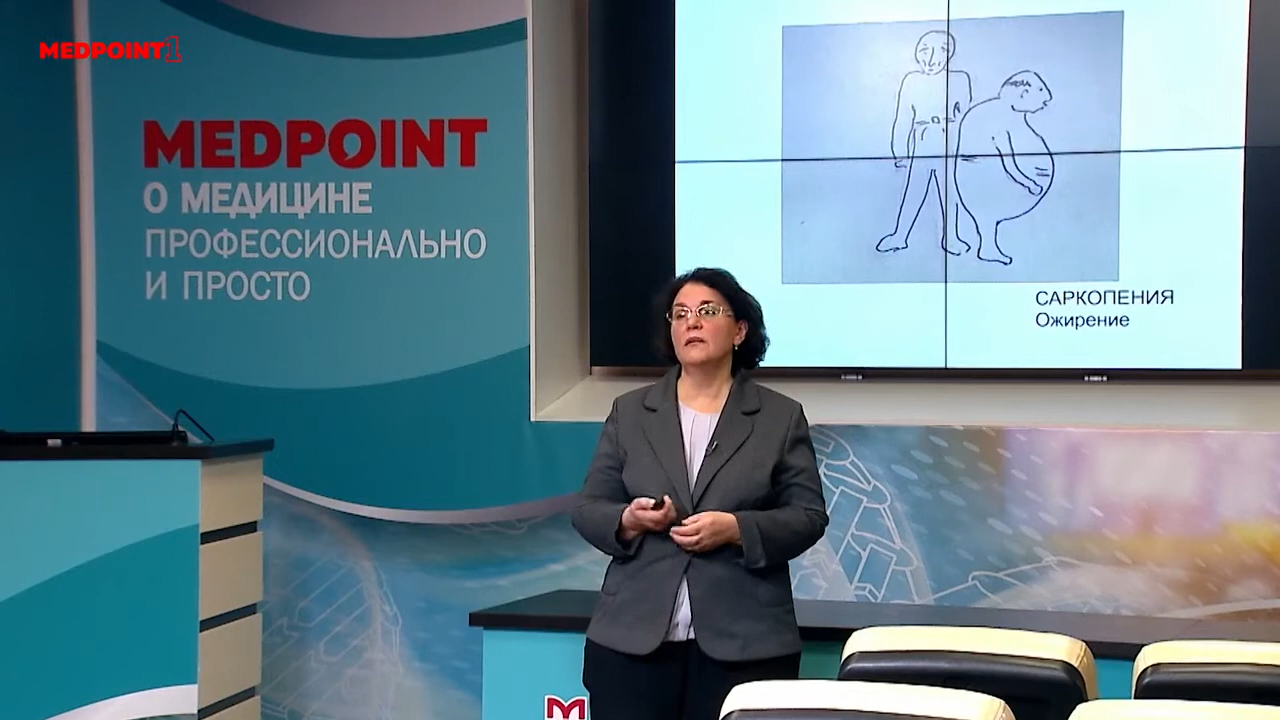 MEDPOINT1
MEDPOINT
О МЕДИЦИНЕ
ПРОФЕССИОНАЛЬНО
И ПРОСТО
САРКОПЕНИЯ
Ожирение